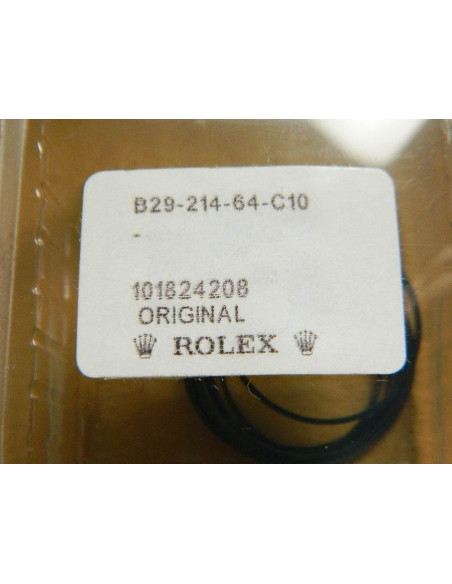 B29-214-64-C10
-
101824208
ORIGINAL
ROLEX